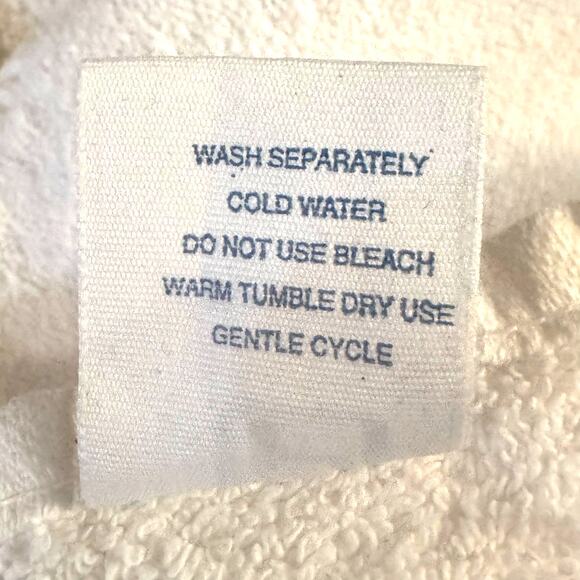 WASH SEPARATELY
COLD WATER
DO NOT USE BLEACH
WARM TUMBLE DRY USE
GENTLE CYCLE